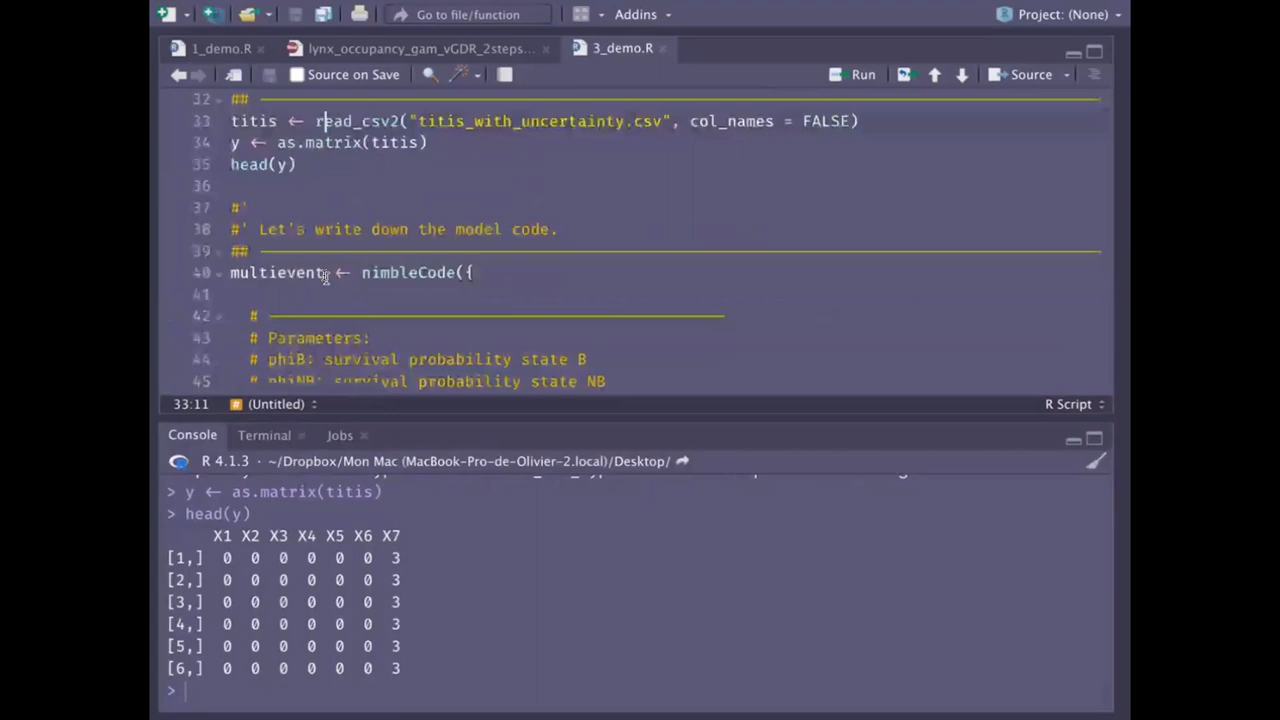 Go to file/function
Addins
Project: (None)
1_demo.R
lynx_occupancy_gam_vGDR_2steps...
3_demo.R
Source on Save
Run
Source
32 ##
33 titis ← read_csv2("titis_with_uncertainty.csv", col_names = FALSE)
34 y ← as.matrix(titis)
35 head(y)
36
37 #'
38 #' Let's write down the model code.
39 ##
40 multievent ← nimbleCode({
41
42 #
43 # Parameters:
44 # phiB: survival probability state B
45 # phiNB: survival probability state NB
33:11
# (Untitled)
R Script
Console
Terminal
Jobs
R 4.1.3 · ~/Dropbox/Mon Mac (MacBook-Pro-de-Olivier-2.local)/Desktop/
> y ← as.matrix(titis)
> head(y)
X1 X2 X3 X4 X5 X6 X7
[1,] 0 0 0 0 0 0 3
[2,] 0 0 0 0 0 0 3
[3,] 0 0 0 0 0 0 3
[4,] 0 0 0 0 0 0 3
[5,] 0 0 0 0 0 0 3
[6,] 0 0 0 0 0 0 3
>